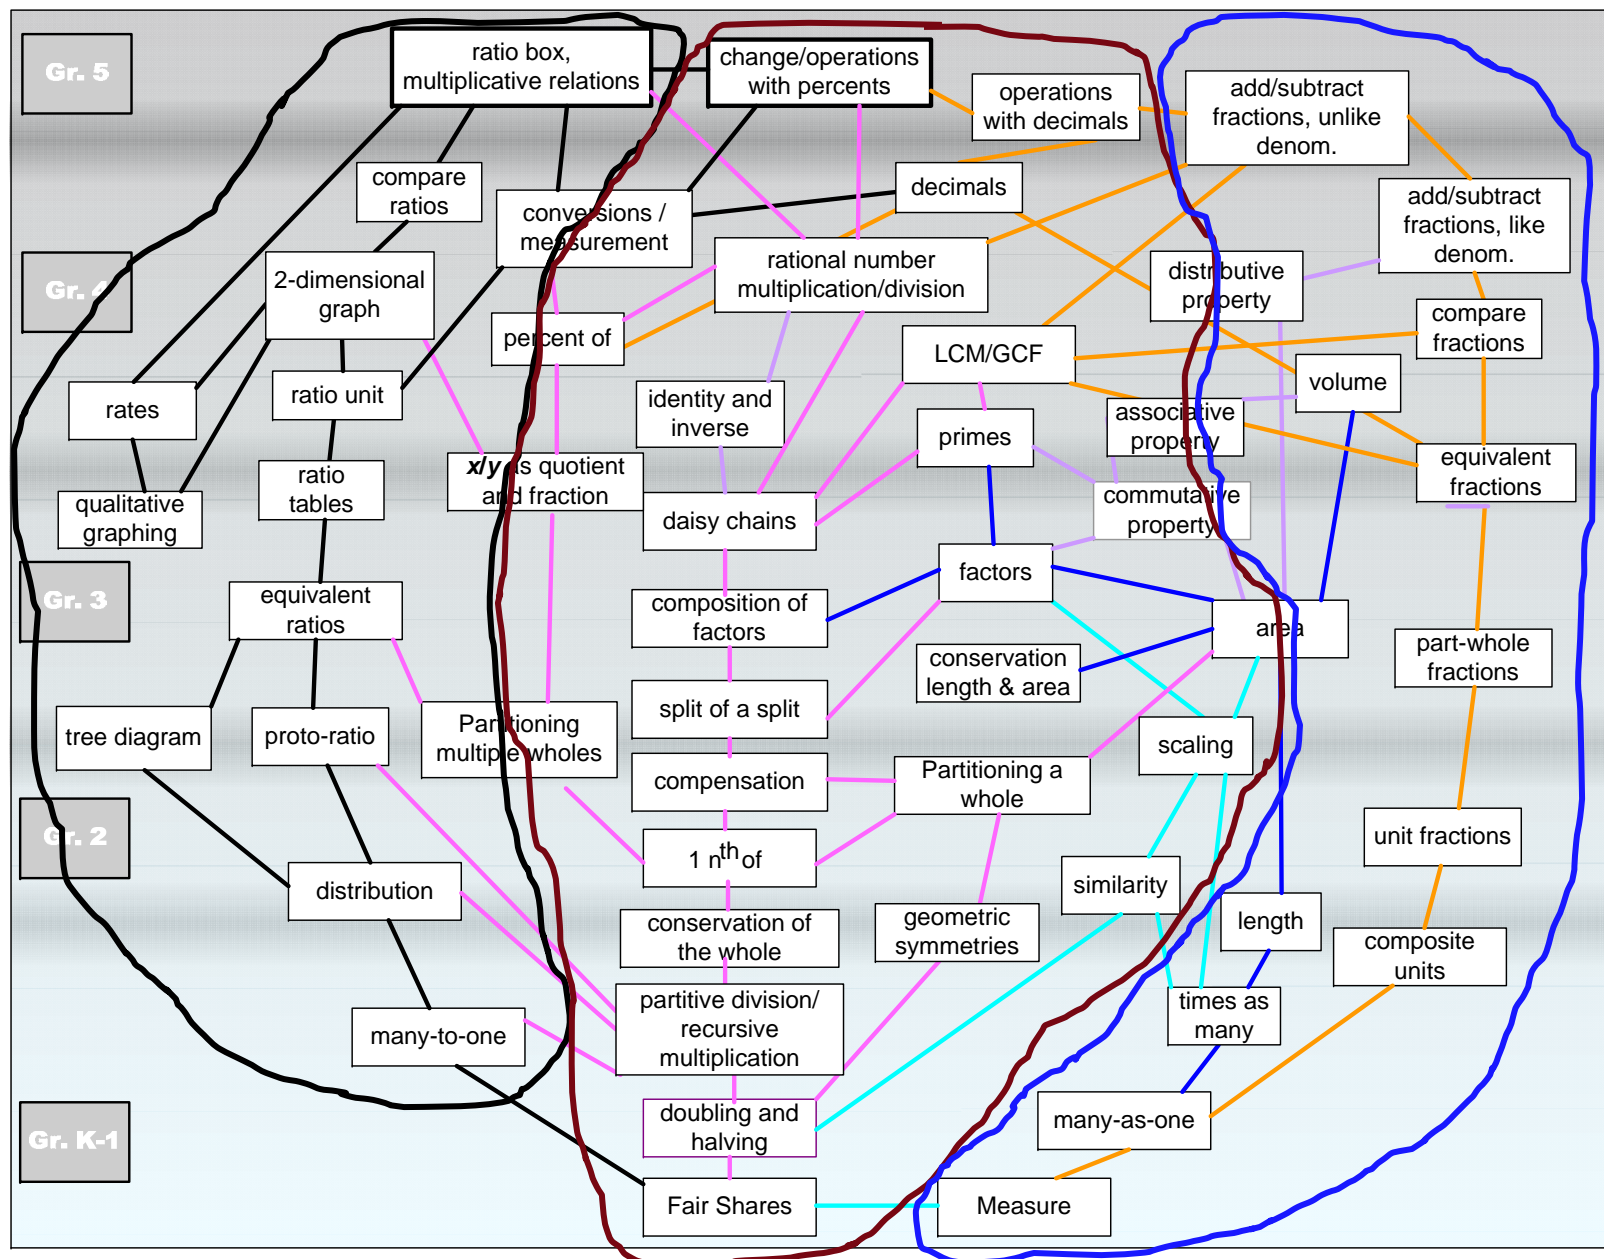 Gr. 5
ratio box,
multiplicative relations
change/operations
with percents
operations
with decimals
add/subtract
fractions, unlike
denom.
compare
ratios
conversions /
measurement
decimals
add/subtract
fractions, like
denom.
Gr. 4
2-dimensional
graph
rational number
multiplication/division
distributive
property
percent of
LCM/GCF
compare
fractions
rates
ratio unit
identity and
inverse
primes
associative
property
volume
qualitative
graphing
ratio
tables
x/y as quotient
and fraction
daisy chains
commutative
property
equivalent
fractions
Gr. 3
equivalent
ratios
composition of
factors
factors
area
conservation
length & area
part-whole
fractions
tree diagram
proto-ratio
Partitioning
multiple wholes
split of a split
scaling
compensation
Partitioning a
whole
Gr. 2
1 nth of
unit fractions
distribution
similarity
conservation of
the whole
geometric
symmetries
length
composite
units
many-to-one
partitive division/
recursive
multiplication
times as
many
Gr. K-1
doubling and
halving
many-as-one
Fair Shares
Measure